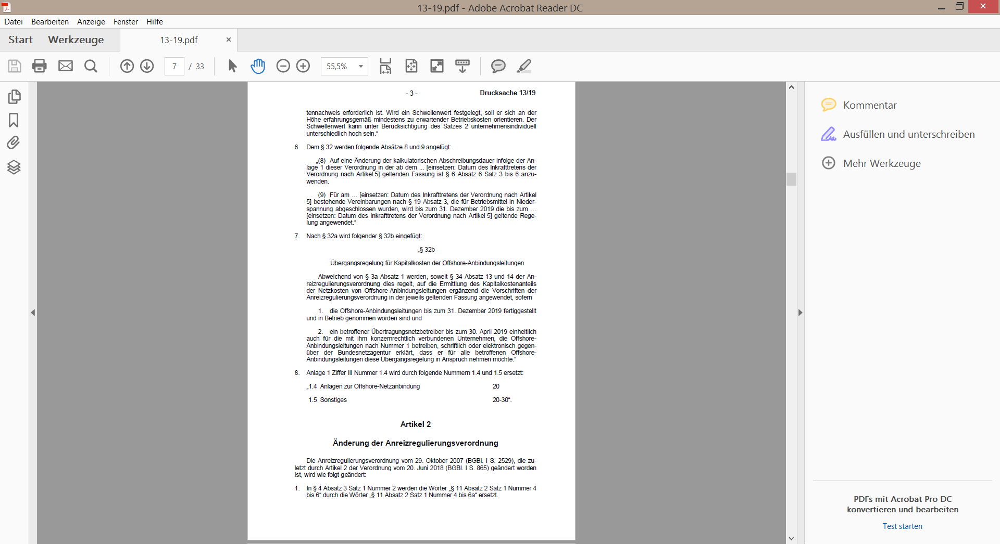 13-19.pdf - Adobe Acrobat Reader DC
Datei Bearbeiten Anzeige Fenster Hilfe
Start Werkzeuge 13-19.pdf
7 / 33 55,5%
- 3 - Drucksache 13/19
tennachweis erforderlich ist. Wird ein Schwellenwert festgelegt, soll er sich an der
Höhe erfahrungsgemäß mindestens zu erwartender Betriebskosten orientieren. Der
Schwellenwert kann unter Berücksichtigung des Satzes 2 unternehmensindividuell
unterschiedlich hoch sein.“
6. Dem § 32 werden folgende Absätze 8 und 9 angefügt:
„(8) Auf eine Änderung der kalkulatorischen Abschreibungsdauer infolge der An-
lage 1 dieser Verordnung in der ab dem ... [einsetzen: Datum des Inkrafttretens der
Verordnung nach Artikel 5] geltenden Fassung ist § 6 Absatz 6 Satz 3 bis 6 anzu-
wenden.
(9) Für am … [einsetzen: Datum des Inkrafttretens der Verordnung nach Artikel
5] bestehende Vereinbarungen nach § 19 Absatz 3, die für Betriebsmittel in Nieder-
spannung abgeschlossen wurden, wird bis zum 31. Dezember 2019 die bis zum …
[einsetzen: Datum des Inkrafttretens der Verordnung nach Artikel 5] geltende Rege-
lung angewendet.“
7. Nach § 32a wird folgender § 32b eingefügt:
„§ 32b
Übergangsregelung für Kapitalkosten der Offshore-Anbindungsleitungen
Abweichend von § 3a Absatz 1 werden, soweit § 34 Absatz 13 und 14 der An-
reizregulierungsverordnung dies regelt, auf die Ermittlung des Kapitalkostenanteils
der Netzkosten von Offshore-Anbindungsleitungen ergänzend die Vorschriften der
Anreizregulierungsverordnung in der jeweils geltenden Fassung angewendet, sofern
1. die Offshore-Anbindungsleitungen bis zum 31. Dezember 2019 fertiggestellt
und in Betrieb genommen worden sind und
2. ein betroffener Übertragungsnetzbetreiber bis zum 30. April 2019 einheitlich
auch für die mit ihm konzernrechtlich verbundenen Unternehmen, die Offshore-
Anbindungsleitungen nach Nummer 1 betreiben, schriftlich oder elektronisch gegen-
über der Bundesnetzagentur erklärt, dass er für alle betroffenen Offshore-
Anbindungsleitungen diese Übergangsregelung in Anspruch nehmen möchte.“
8. Anlage 1 Ziffer III Nummer 1.4 wird durch folgende Nummern 1.4 und 1.5 ersetzt:
„1.4 Anlagen zur Offshore-Netzanbindung 20
1.5 Sonstiges 20-30“.
Artikel 2
Änderung der Anreizregulierungsverordnung
Die Anreizregulierungsverordnung vom 29. Oktober 2007 (BGBl. I S. 2529), die zu-
letzt durch Artikel 2 der Verordnung vom 20. Juni 2018 (BGBl. I S. 865) geändert worden
ist, wird wie folgt geändert:
1. In § 4 Absatz 3 Satz 1 Nummer 2 werden die Wörter „§ 11 Absatz 2 Satz 1 Nummer 4
bis 6“ durch die Wörter „§ 11 Absatz 2 Satz 1 Nummer 4 bis 6a“ ersetzt.
Kommentar
Ausfüllen und unterschreiben
Mehr Werkzeuge
PDFs mit Acrobat Pro DC
konvertieren und bearbeiten
Test starten